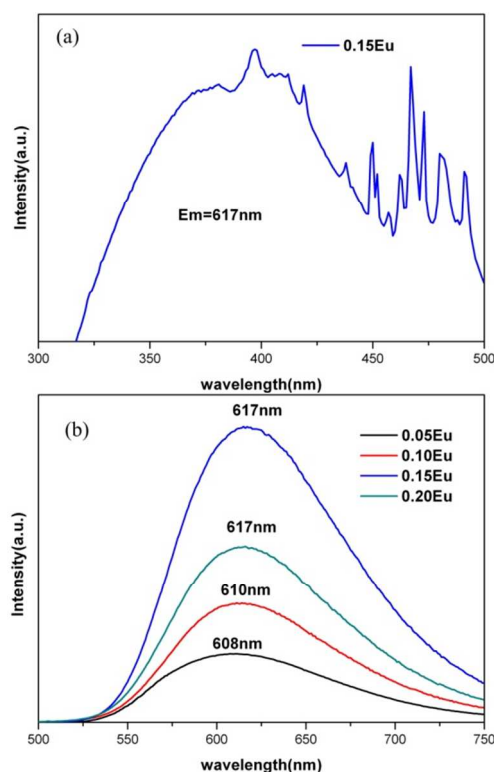 (a)
0.15Eu
Em=617nm
Intensity(a.u.)
300 350 400 450 500
wavelength(nm)
(b)
617nm
0.05Eu
0.10Eu
0.15Eu
0.20Eu
617nm
610nm
608nm
Intensity(a.u.)
500 550 600 650 700 750
wavelength(nm)